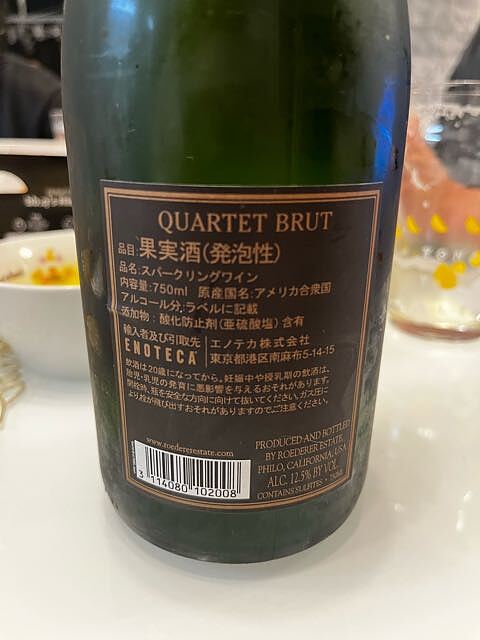 QUARTET BRUT
品目:果実酒(発泡性)
品名:スパークリングワイン
内容量:750ml 原産国名:アメリカ合衆国
アルコール分:ラベルに記載
添加物:酸化防止剤(亜硫酸塩)含有
輸入者及び引取先
ENOTECA
エノテカ株式会社
東京都港区南麻布5-14-15
飲酒は20歳になってから。妊娠中や授乳期の飲酒は、
胎児・乳児の発育に悪影響を与えるおそれがあります。
開栓時、瓶を安全な方向に向けて抜いてください。ガス圧に
より栓が飛び出すおそれがありますのでご注意ください。
www.roedererestate.com
3 114080 102008
PRODUCED AND BOTTLED
BY ROEDERER ESTATE,
PHILO, CALIFORNIA, USA
ALC. 12.5% BY VOL.
CONTAINS SULFITES • 750ML